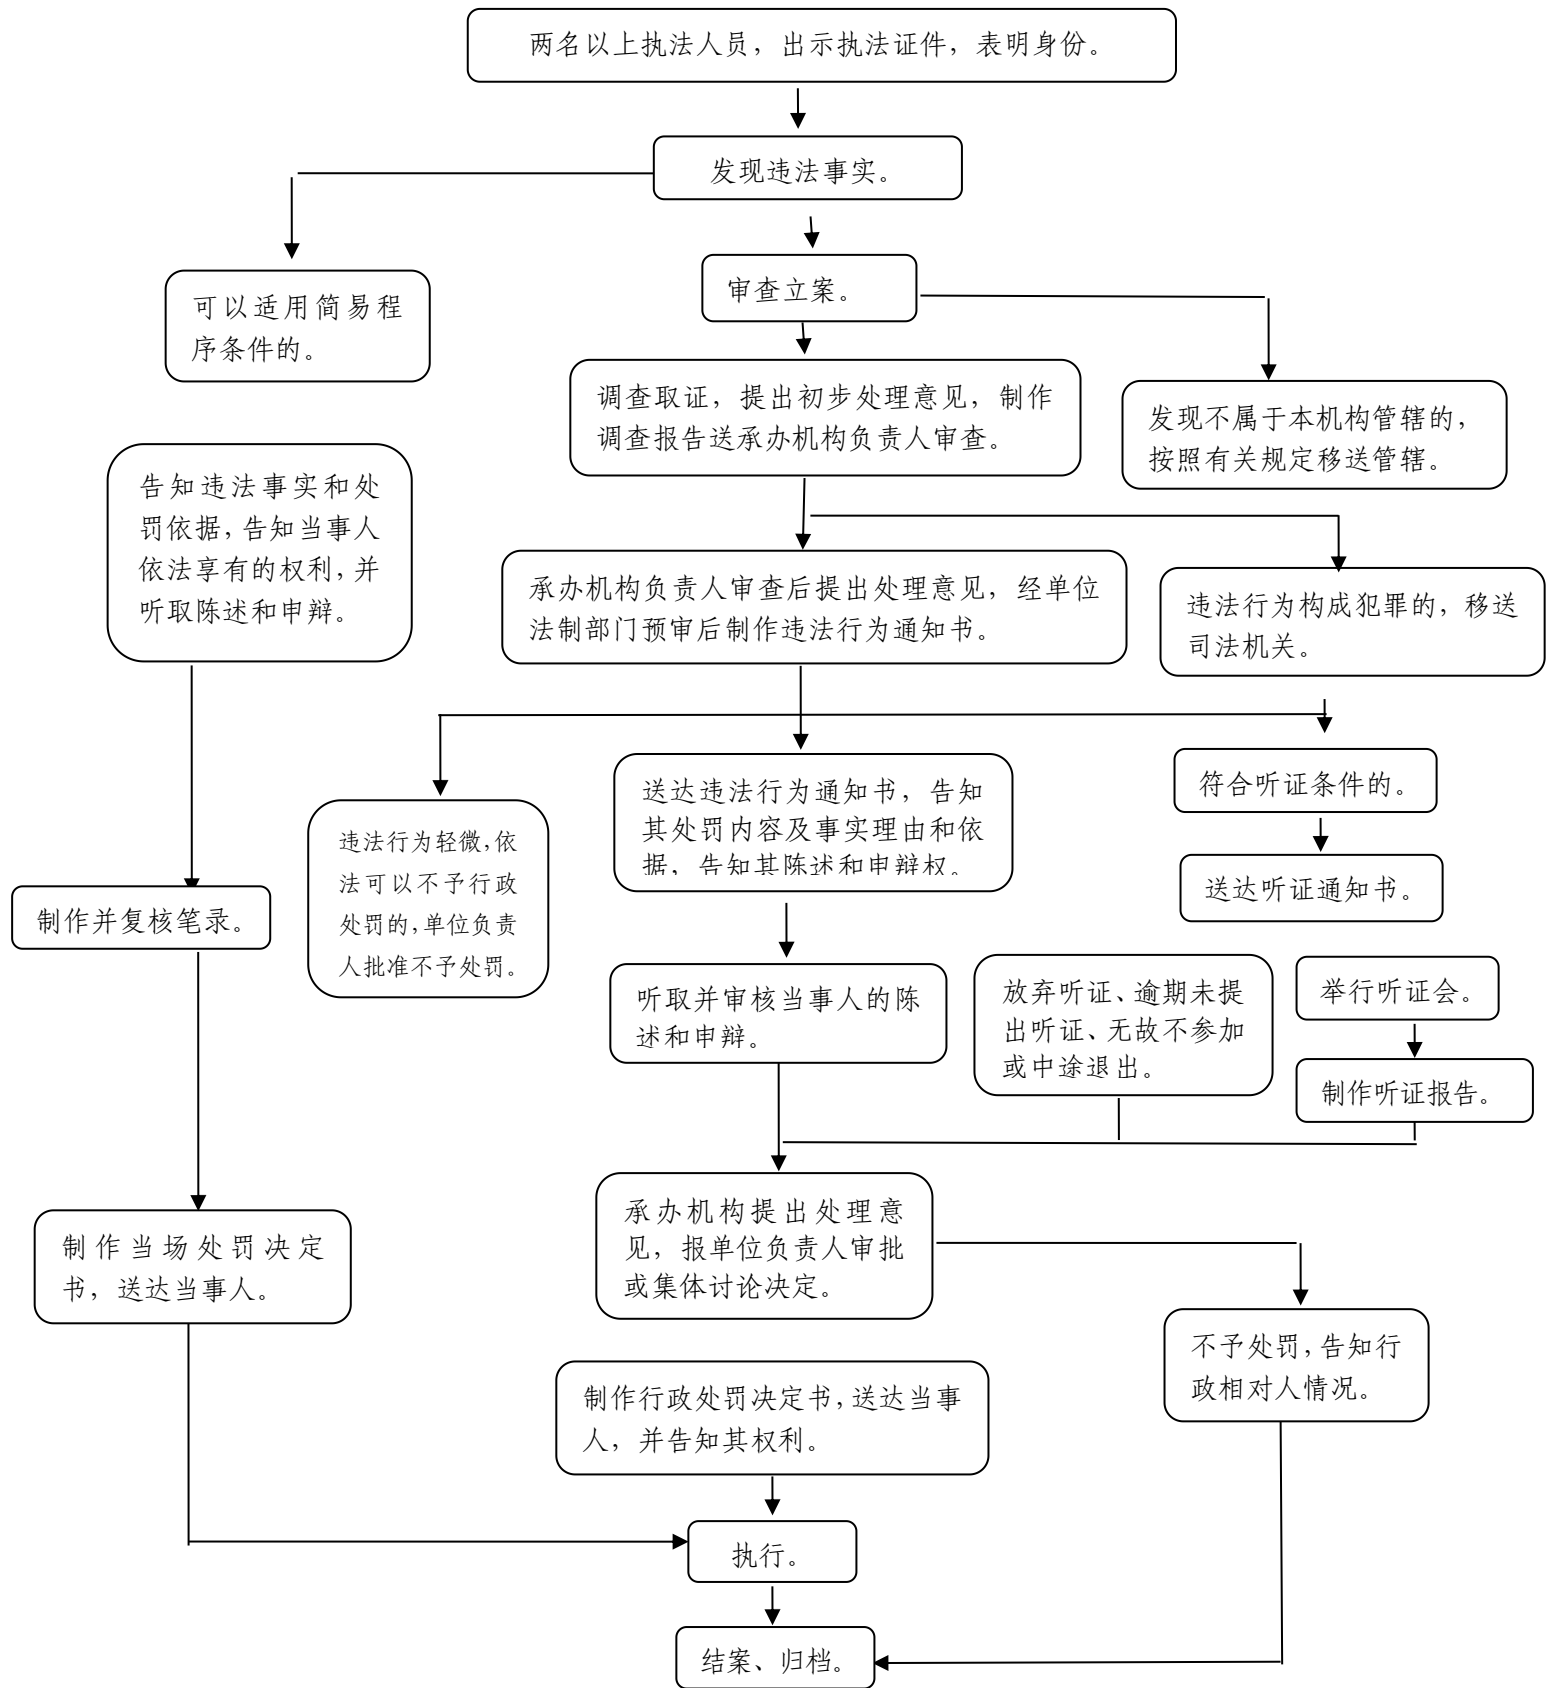 两名以上执法人员，出示执法证件，表明身份。
发现违法事实。
审查立案。
可以适用简易程
序条件的。
调查取证，提出初步处理意见，制作
调查报告送承办机构负责人审查。
发现不属于本机构管辖的，
按照有关规定移送管辖。
告知违法事实和处
罚依据，告知当事人
依法享有的权利，并
听取陈述和申辩。
承办机构负责人审查后提出处理意见，经单位
法制部门预审后制作违法行为通知书。
违法行为构成犯罪的，移送
司法机关。
违法行为轻微，依
法可以不予行政
处罚的，单位负责
人批准不予处罚。
送达违法行为通知书，告知
其处罚内容及事实理由和依
据，告知其陈述和申辩权。
符合听证条件的。
送达听证通知书。
制作并复核笔录。
听取并审核当事人的陈
述和申辩。
放弃听证、逾期未提
出听证、无故不参加
或中途退出。
举行听证会。
制作听证报告。
制作当场处罚决定
书，送达当事人。
承办机构提出处理意
见，报单位负责人审批
或集体讨论决定。
不予处罚，告知行
政相对人情况。
制作行政处罚决定书，送达当事
人，并告知其权利。
执行。
结案、归档。